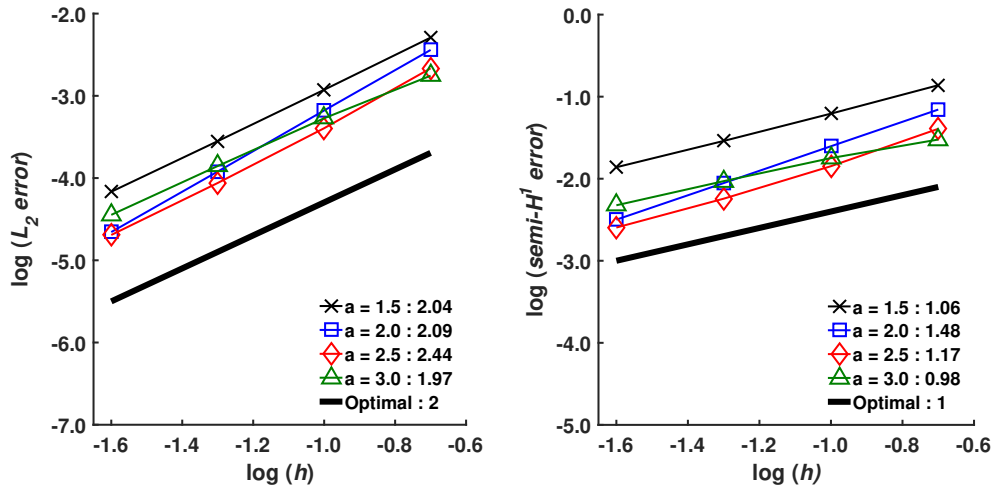 -2.0
-3.0
-4.0
-5.0
-6.0
-7.0
log (L2 error)
a = 1.5 : 2.04
a = 2.0 : 2.09
a = 2.5 : 2.44
a = 3.0 : 1.97
Optimal : 2
-1.6 -1.4 -1.2 -1.0 -0.8 -0.6
log (h)
0.0
-1.0
-2.0
-3.0
-4.0
-5.0
log (semi-H1 error)
a = 1.5 : 1.06
a = 2.0 : 1.48
a = 2.5 : 1.17
a = 3.0 : 0.98
Optimal : 1
-1.6 -1.4 -1.2 -1.0 -0.8 -0.6
log (h)